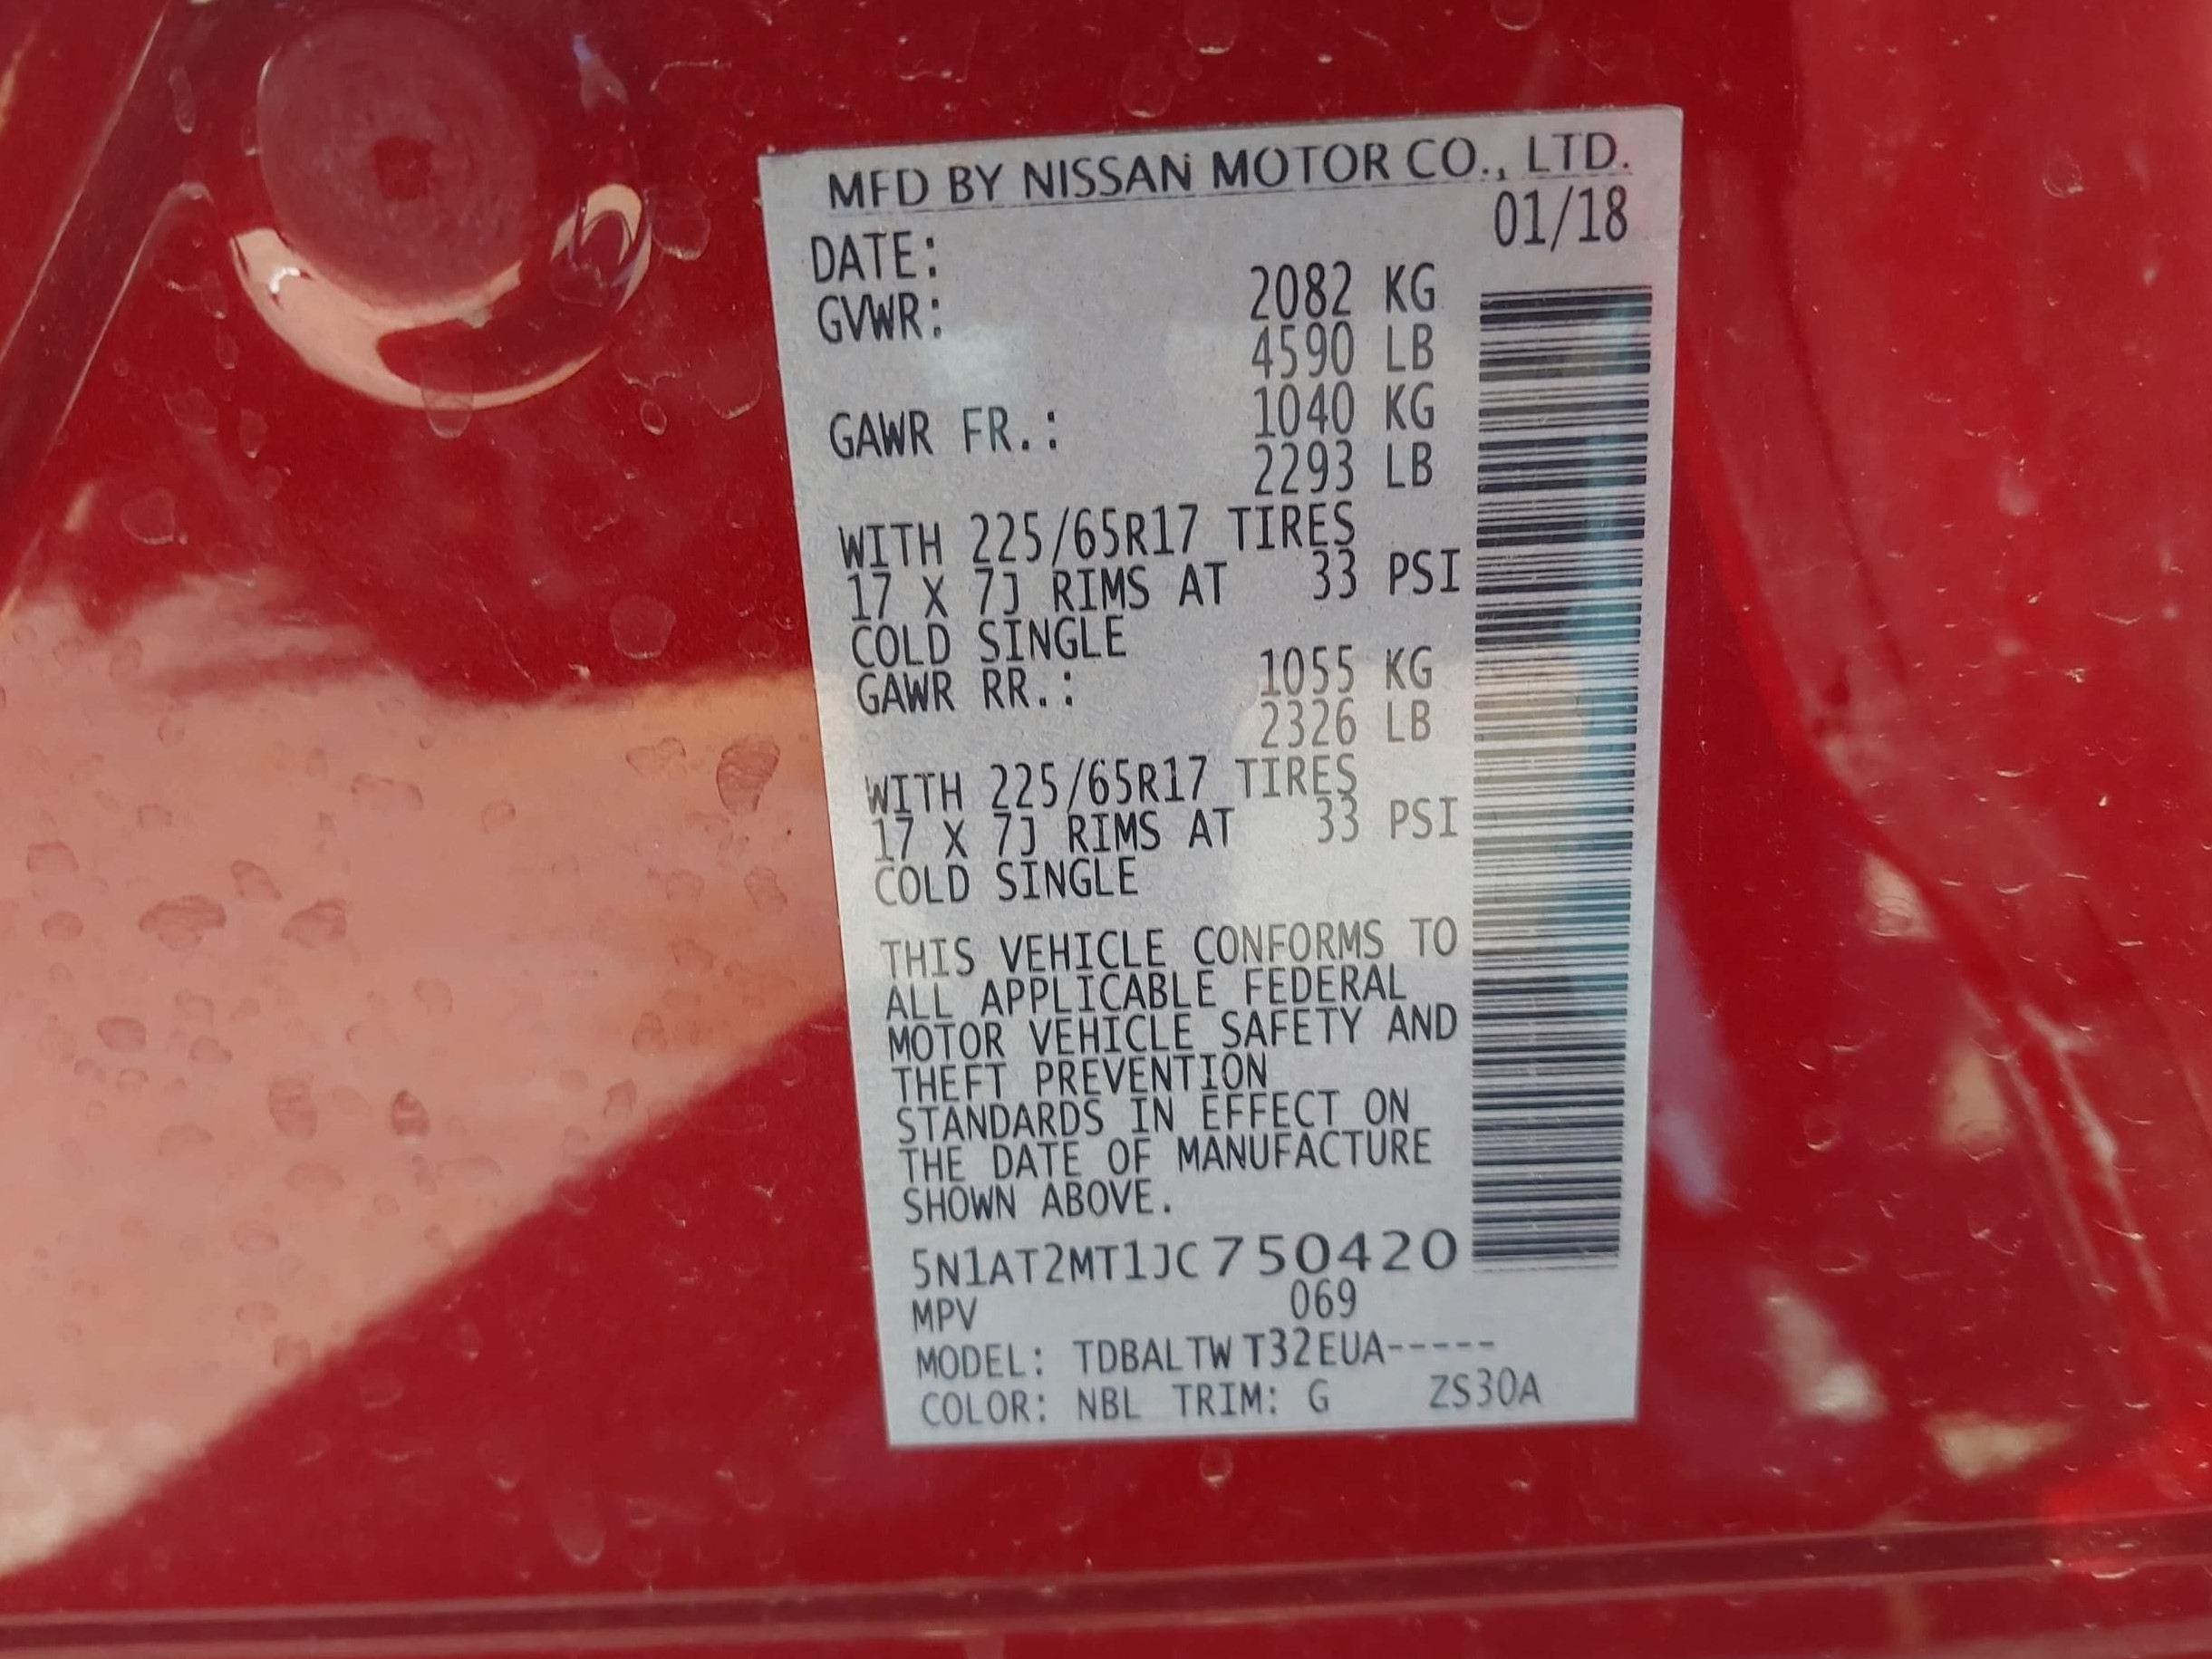 MFD BY NISSAN MOTOR CO., LTD.
DATE: 01/18
GVWR: 2082 KG
4590 LB
GAWR FR.: 1040 KG
2293 LB
WITH 225/65R17 TIRES
17 X 7J RIMS AT 33 PSI
COLD SINGLE
GAWR RR.: 1055 KG
2326 LB
WITH 225/65R17 TIRES
17 X 7J RIMS AT 33 PSI
COLD SINGLE
THIS VEHICLE CONFORMS TO
ALL APPLICABLE FEDERAL
MOTOR VEHICLE SAFETY AND
THEFT PREVENTION
STANDARDS IN EFFECT ON
THE DATE OF MANUFACTURE
SHOWN ABOVE.
5N1AT2MT1JC750420
MPV 069
MODEL: TDBALTW T32EUA-----
COLOR: NBL TRIM: G ZS30A